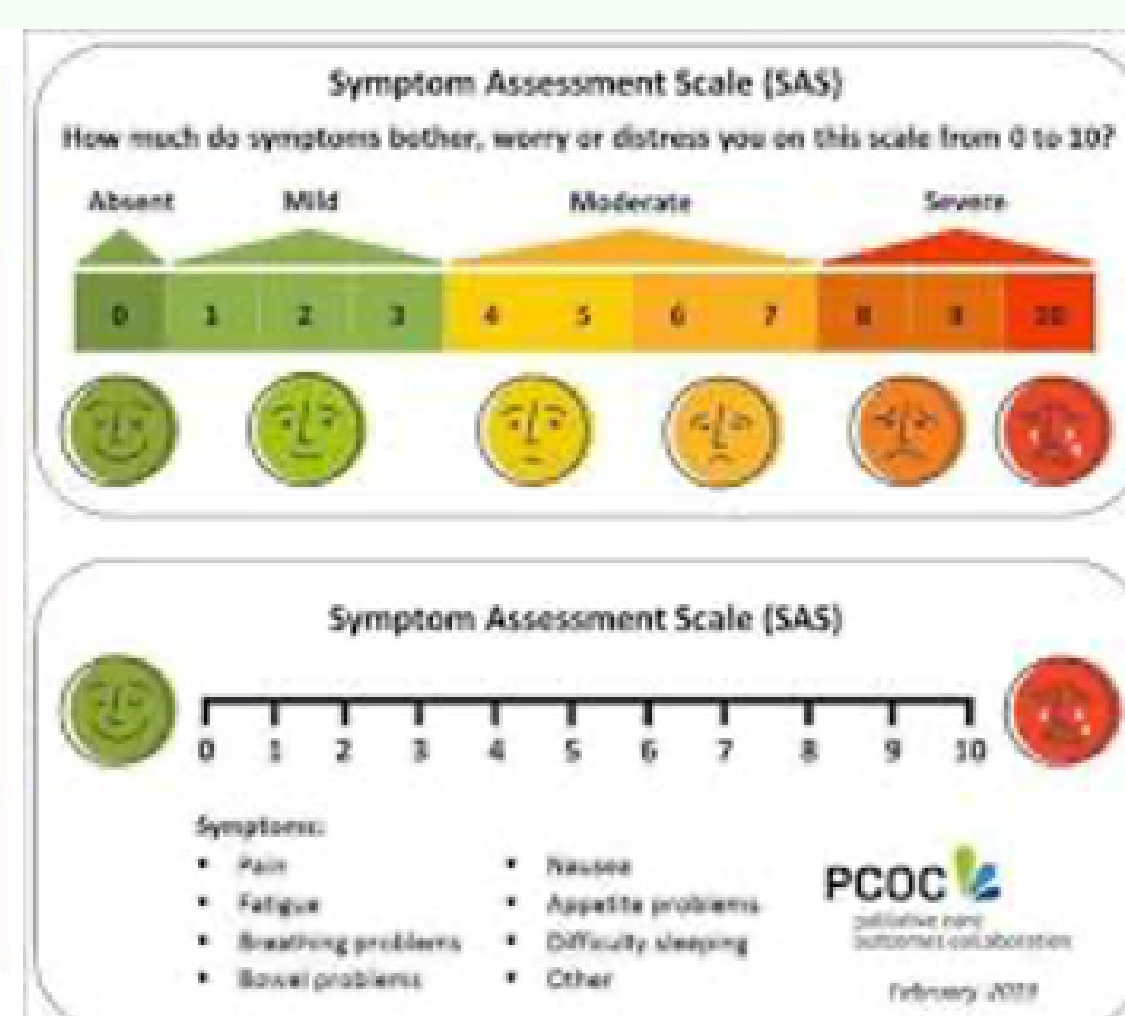 Symptom Assessment Scale (SAS)
How much do symptoms bother, worry or distress you on this scale from 0 to 10?
Absent Mild Moderate Severe
0 1 2 3 4 5 6 7 8 9 10
Symptom Assessment Scale (SAS)
0 1 2 3 4 5 6 7 8 9 10
Symptoms:
• Pain
• Fatigue
• Breathing problems
• Bowel problems
• Nausea
• Appetite problems
• Difficulty sleeping
• Other
PCOC
palliative care
outcomes collaboration
February